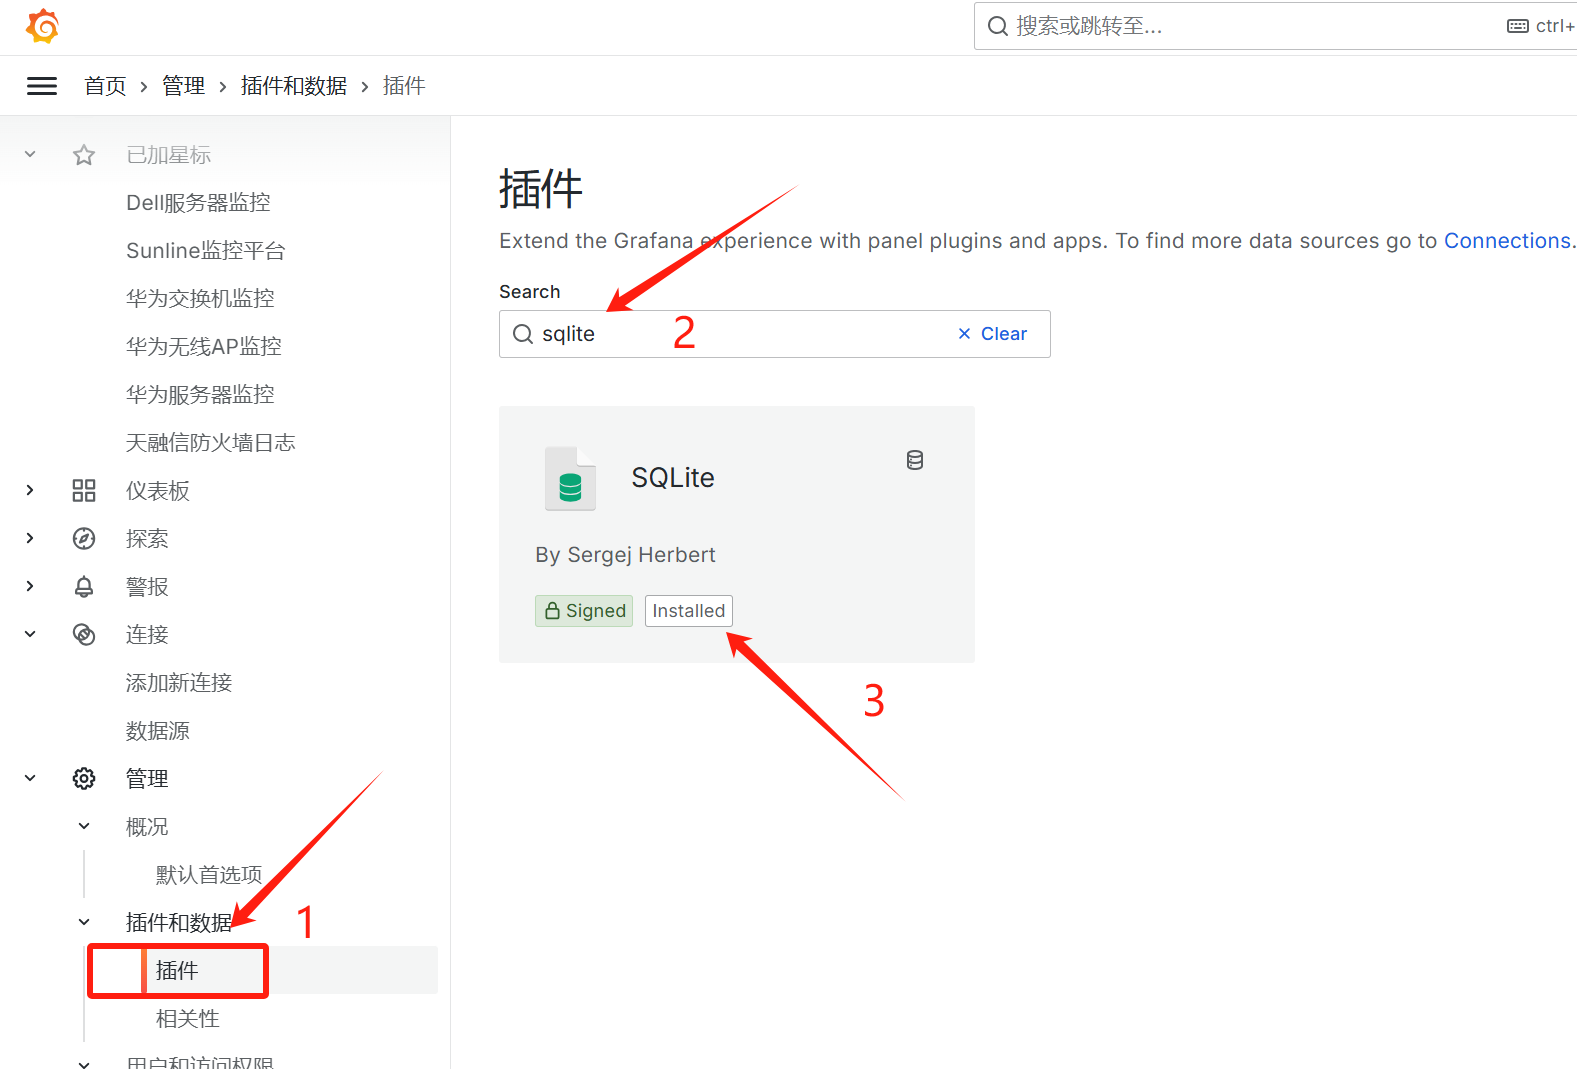 搜索或跳转至...
ctrl+
首页 › 管理 › 插件和数据 › 插件
已加星标
Dell服务器监控
Sunline监控平台
华为交换机监控
华为无线AP监控
华为服务器监控
天融信防火墙日志
仪表板
探索
警报
连接
添加新连接
数据源
管理
概况
默认首选项
插件和数据
1
插件
相关性
用户和访问权限
插件
Extend the Grafana experience with panel plugins and apps. To find more data sources go to Connections.
Search
sqlite
2
Clear
SQLite
By Sergej Herbert
Signed
Installed
3